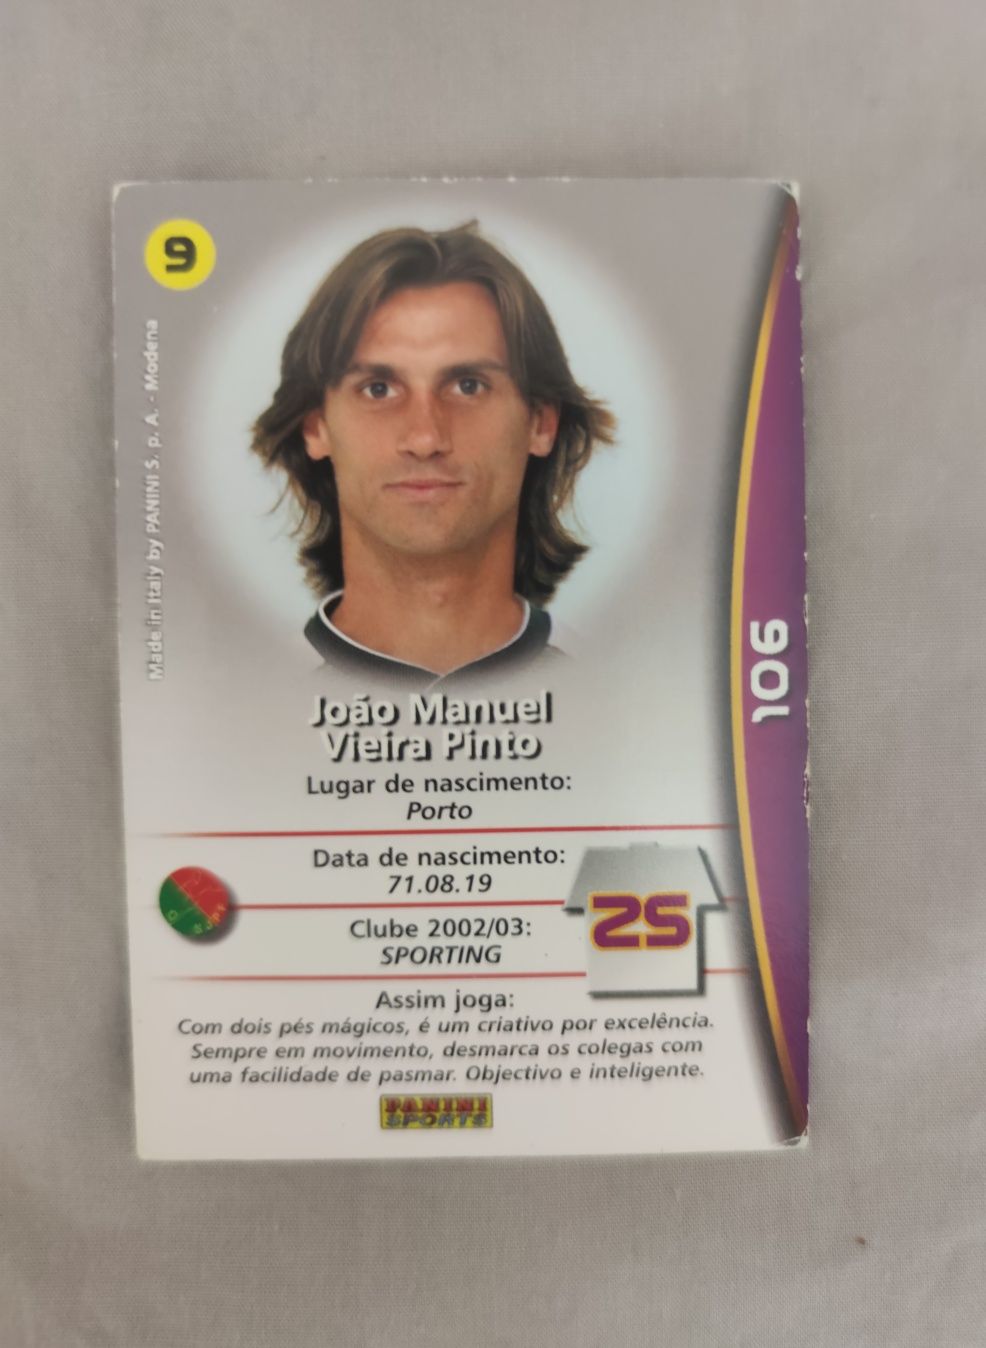 9
Made in Italy by PANINI S. p. A. - Modena
106
João Manuel
Vieira Pinto
Lugar de nascimento:
Porto
Data de nascimento:
71.08.19
25
Clube 2002/03:
SPORTING
Assim joga:
Com dois pés mágicos, é um criativo por excelência.
Sempre em movimento, desmarca os colegas com
uma facilidade de pasmar. Objectivo e inteligente.
PANINI
SPORTS